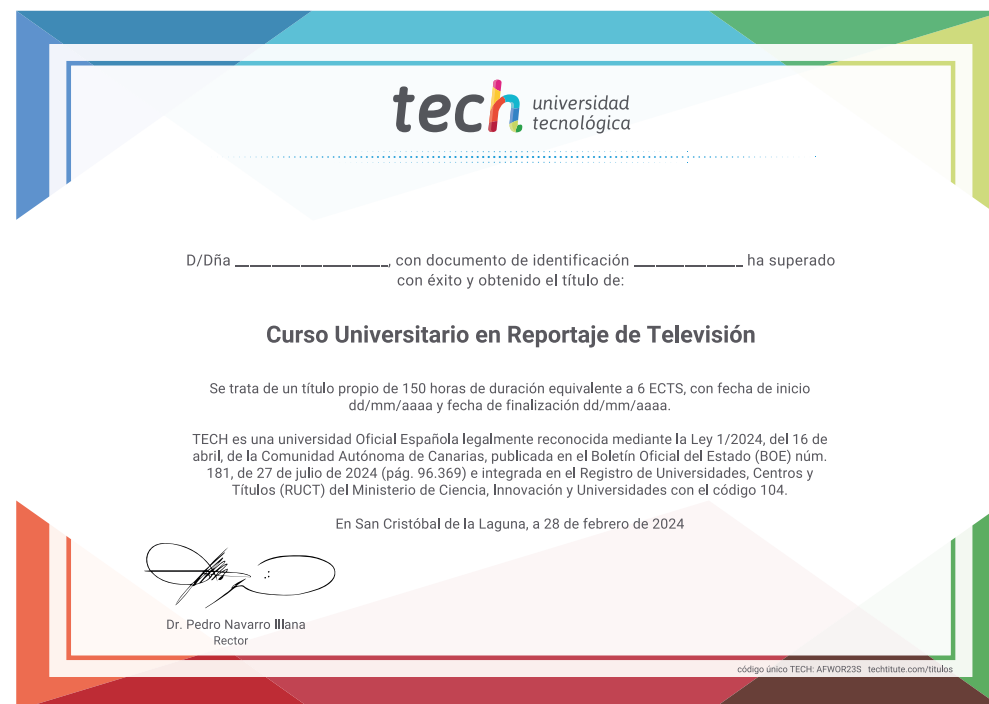 tech universidad
tecnológica
D/Dña ____________________, con documento de identificación ______________ ha superado
con éxito y obtenido el título de:
Curso Universitario en Reportaje de Televisión
Se trata de un título propio de 150 horas de duración equivalente a 6 ECTS, con fecha de inicio
dd/mm/aaaa y fecha de finalización dd/mm/aaaa.
TECH es una universidad Oficial Española legalmente reconocida mediante la Ley 1/2024, del 16 de
abril, de la Comunidad Autónoma de Canarias, publicada en el Boletín Oficial del Estado (BOE) núm.
181, de 27 de julio de 2024 (pág. 96.369) e integrada en el Registro de Universidades, Centros y
Títulos (RUCT) del Ministerio de Ciencia, Innovación y Universidades con el código 104.
En San Cristóbal de la Laguna, a 28 de febrero de 2024
Dr. Pedro Navarro Illana
Rector
código único TECH: AFWOR23S techtitute.com/titulos